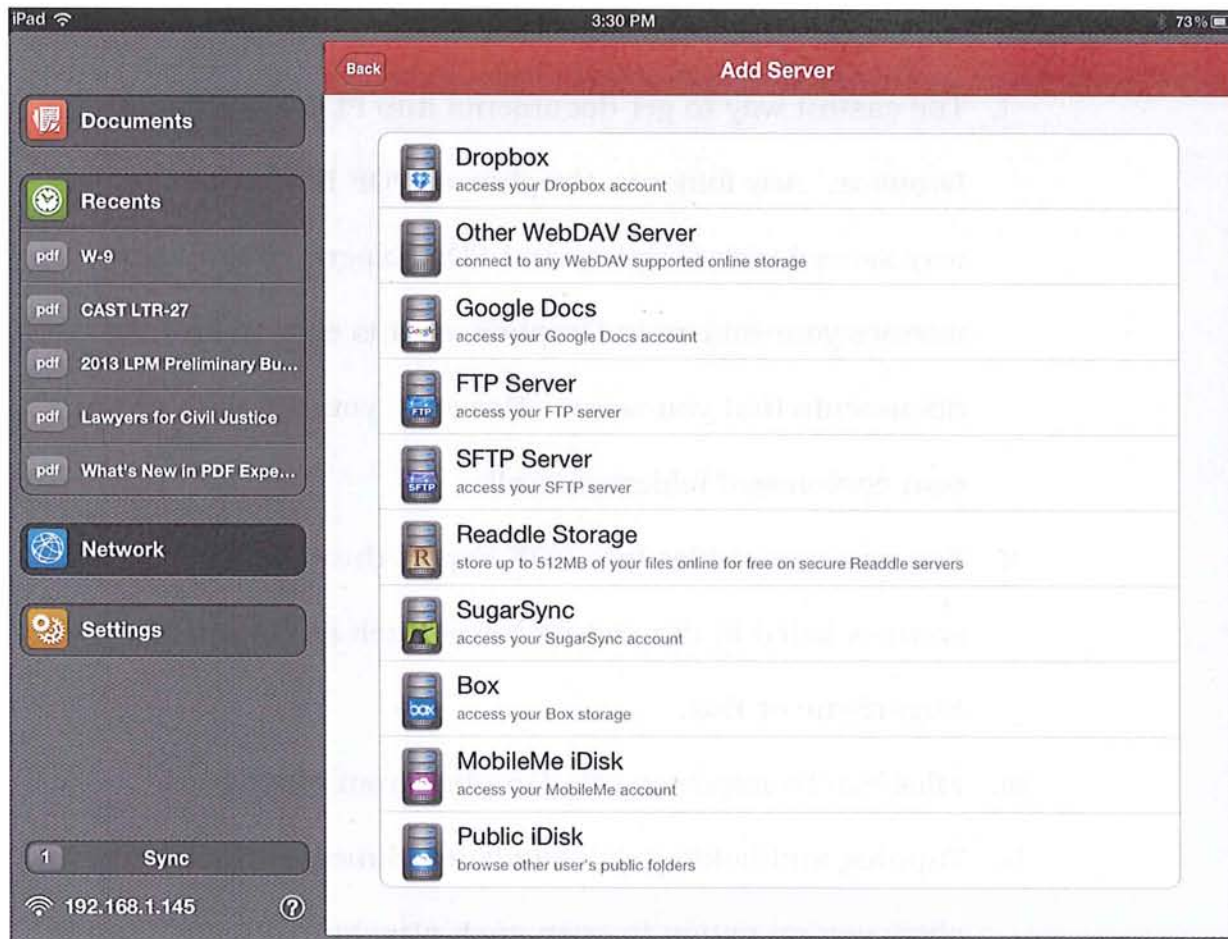 iPad 3:30 PM 73%
Back Add Server
Documents
Recents
pdf W-9
pdf CAST LTR-27
pdf 2013 LPM Preliminary Bu...
pdf Lawyers for Civil Justice
pdf What's New in PDF Expe...
Network
Settings
1 Sync
192.168.1.145 ?
Dropbox
access your Dropbox account
Other WebDAV Server
connect to any WebDAV supported online storage
Google Docs
Google
access your Google Docs account
FTP Server
FTP
access your FTP server
SFTP Server
SFTP
access your SFTP server
Readdle Storage
R
store up to 512MB of your files online for free on secure Readdle servers
SugarSync
access your SugarSync account
Box
box
access your Box storage
MobileMe iDisk
access your MobileMe account
Public iDisk
browse other user's public folders